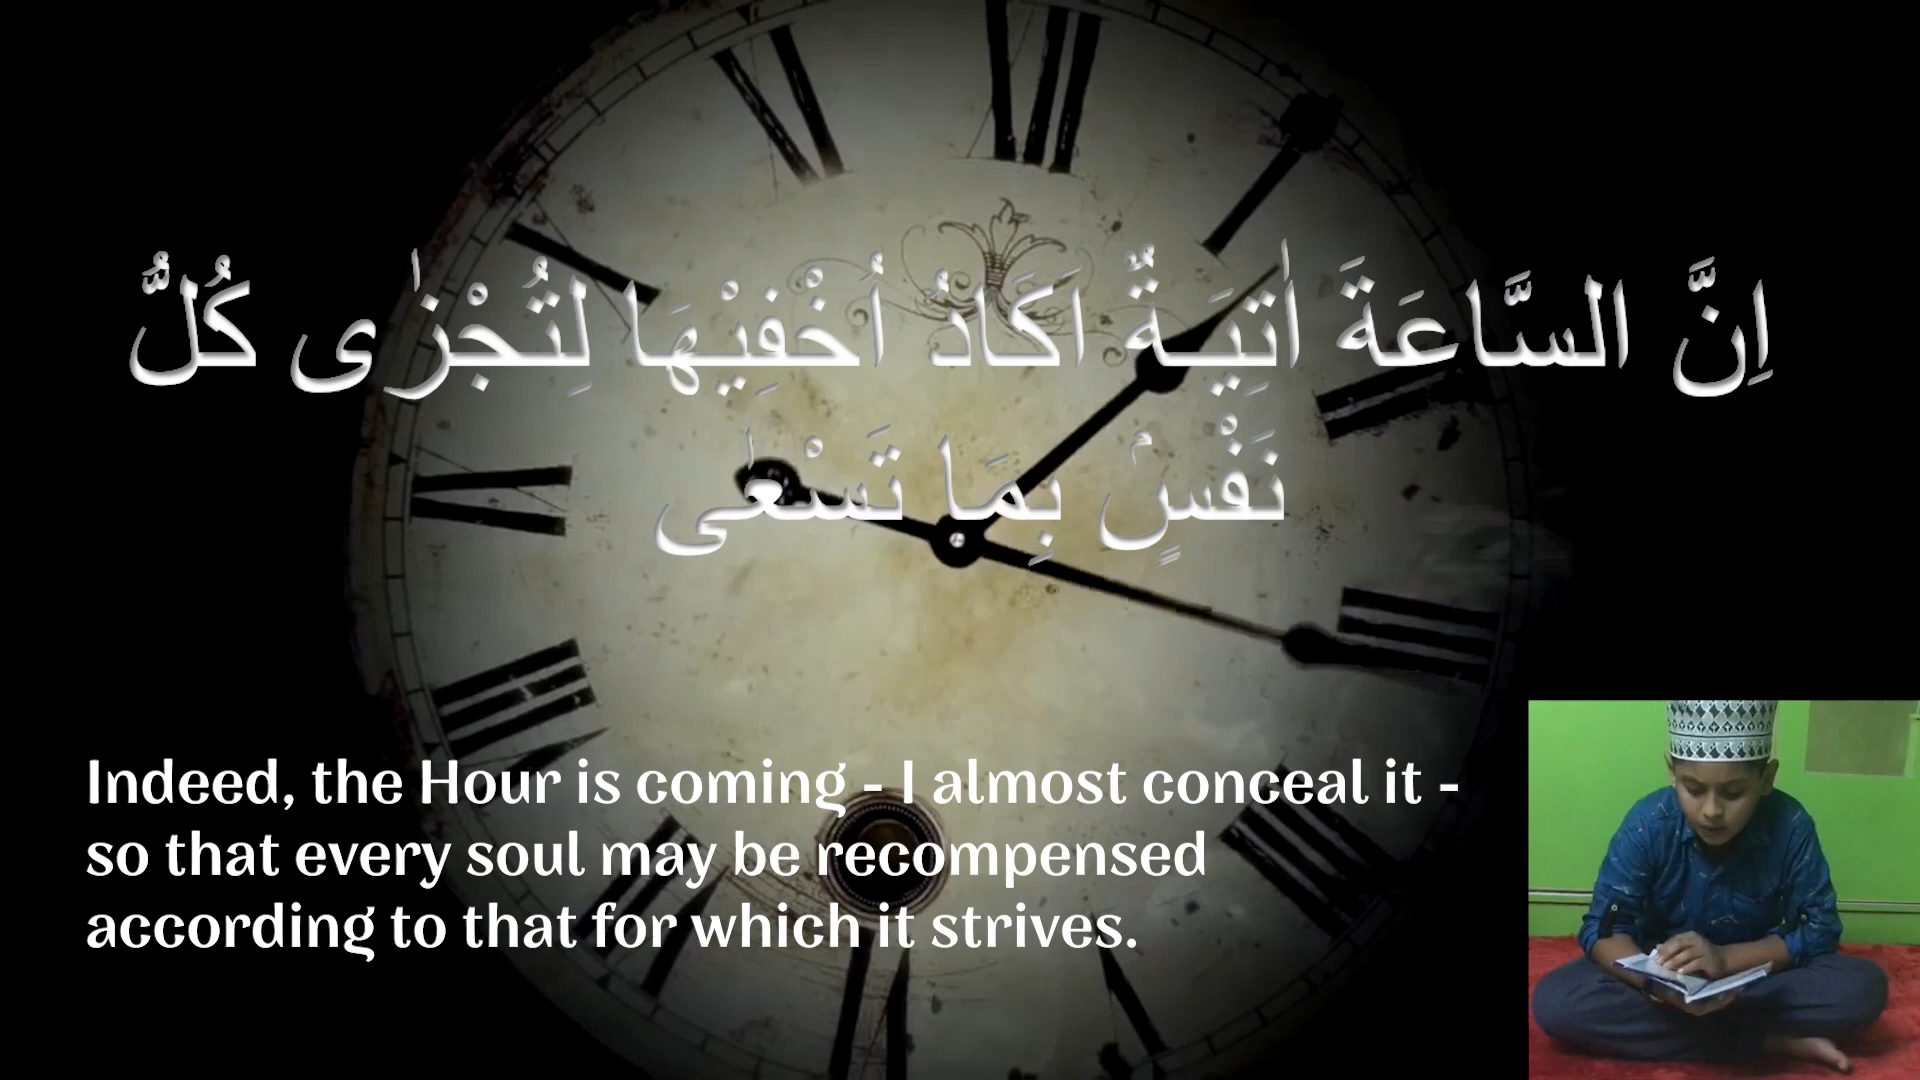 اِنَّ السَّاعَةَ اٰتِيَـةٌ اَكَادُ اُخْفِيْهَا لِتُجْزٰى كُلُّ
نَفْسٍۢ بِمَا تَسْعٰى
Indeed, the Hour is coming - I almost conceal it -
so that every soul may be recompensed
according to that for which it strives.